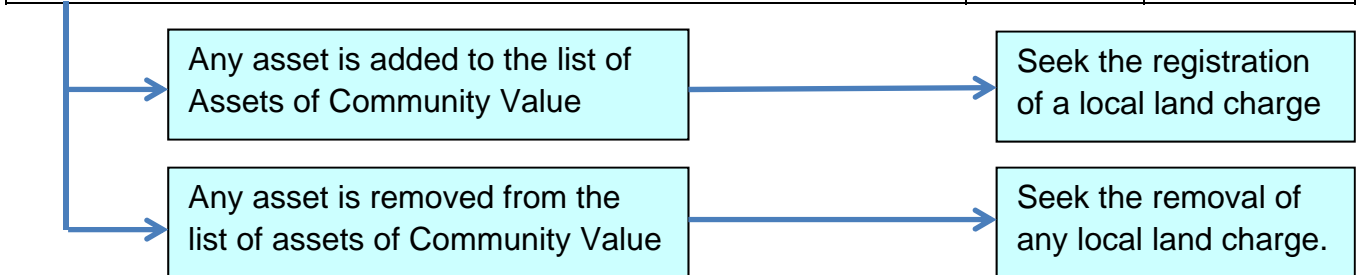 Any asset is added to the list of
Assets of Community Value
Seek the registration
of a local land charge
Any asset is removed from the
list of assets of Community Value
Seek the removal of
any local land charge.